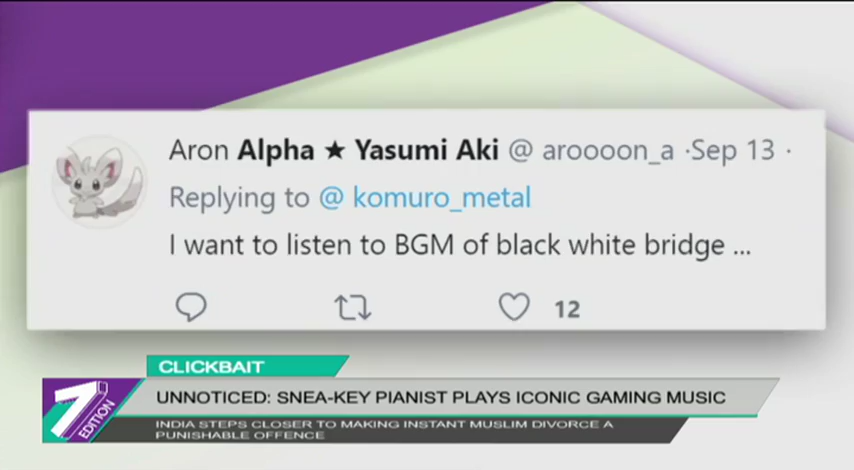 Aron Alpha ★ Yasumi Aki @ aroooon_a ·Sep 13 ·
Replying to @ komuro_metal
I want to listen to BGM of black white bridge ...
12
CLICKBAIT
7 EDITION
UNNOTICED: SNEA-KEY PIANIST PLAYS ICONIC GAMING MUSIC
INDIA STEPS CLOSER TO MAKING INSTANT MUSLIM DIVORCE A
PUNISHABLE OFFENCE